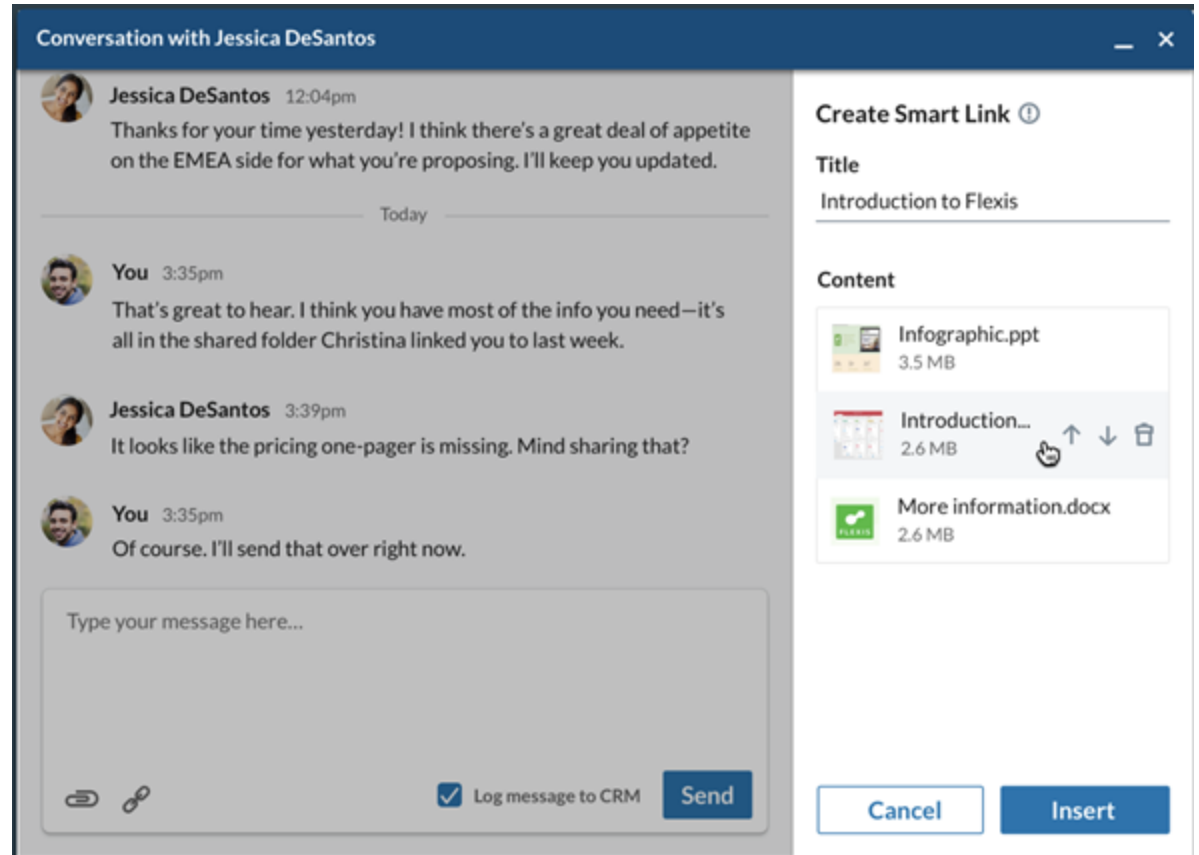 Conversation with Jessica DeSantos
Jessica DeSantos 12:04pm
Thanks for your time yesterday! I think there's a great deal of appetite
on the EMEA side for what you're proposing. I'll keep you updated.
Today
You 3:35pm
That's great to hear. I think you have most of the info you need—it's
all in the shared folder Christina linked you to last week.
Jessica DeSantos 3:39pm
It looks like the pricing one-pager is missing. Mind sharing that?
You 3:35pm
Of course. I'll send that over right now.
Type your message here...
Log message to CRM
Send
Create Smart Link
Title
Introduction to Flexis
Content
Infographic.ppt
3.5 MB
Introduction...
2.6 MB
More information.docx
FLEXIS
2.6 MB
Cancel
Insert